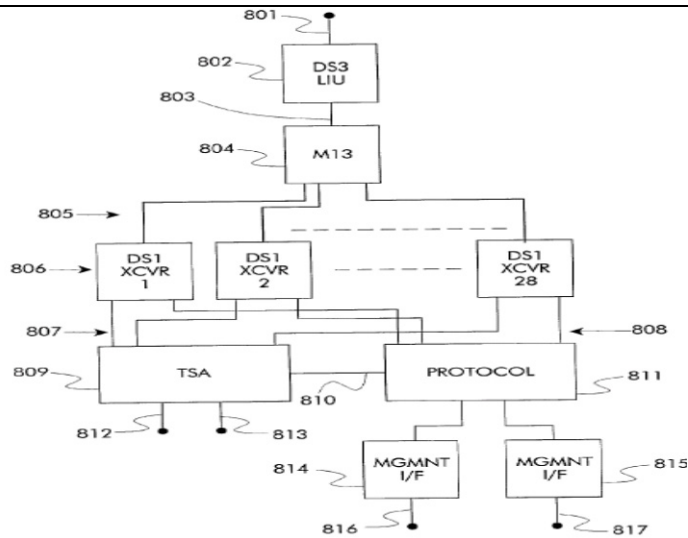 801
802
DS3
LIU
803
804
M13
805
806
DS1
XCVR
1
DS1
XCVR
2
DS1
XCVR
28
807
808
809
TSA
810
PROTOCOL
811
812
813
814
MGMNT
I/F
MGMNT
I/F
815
816
817